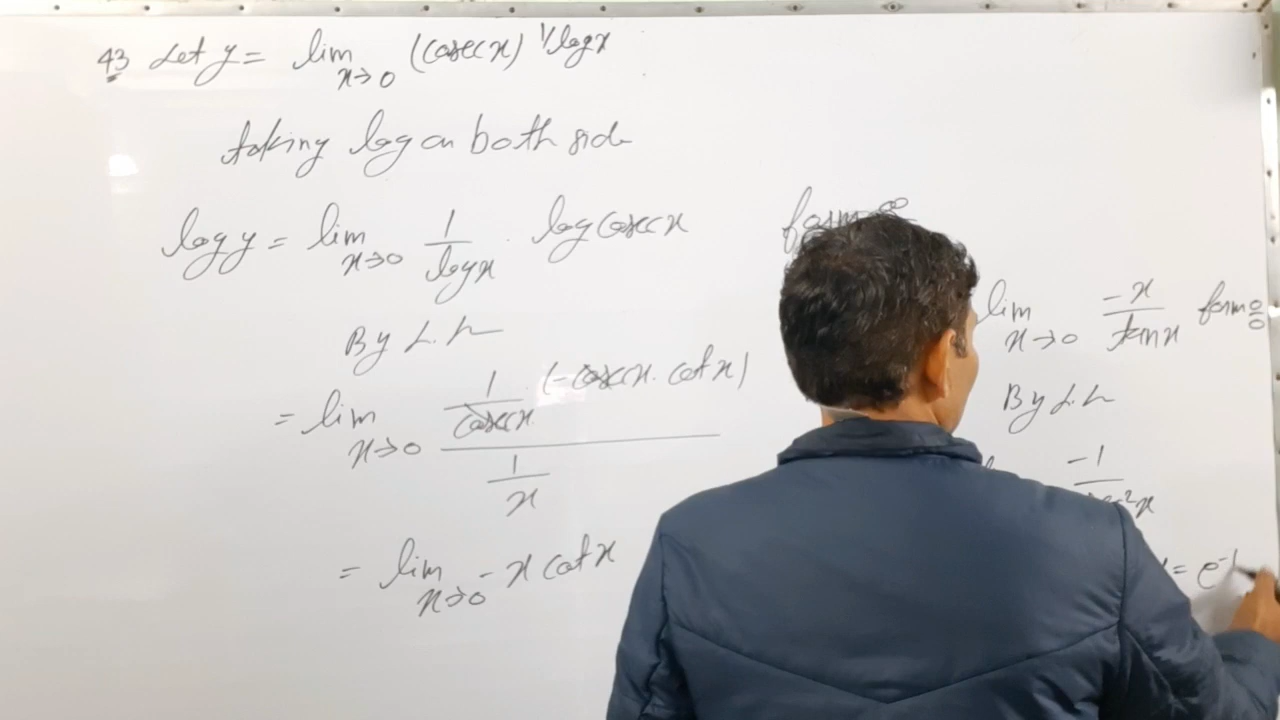 43 Let y = lim x→0 (cosec x)^1/log x
taking log on both side
log y = lim x→0 1/log x . log cosec x form ∞
By L.H
= lim x→0 1/cosec x . (-cosec x . cot x) / 1/x
= lim x→0 - x cot x
lim x→0 -x/tan x form 0/0
By L.H
-1/ ²x
= e^-1